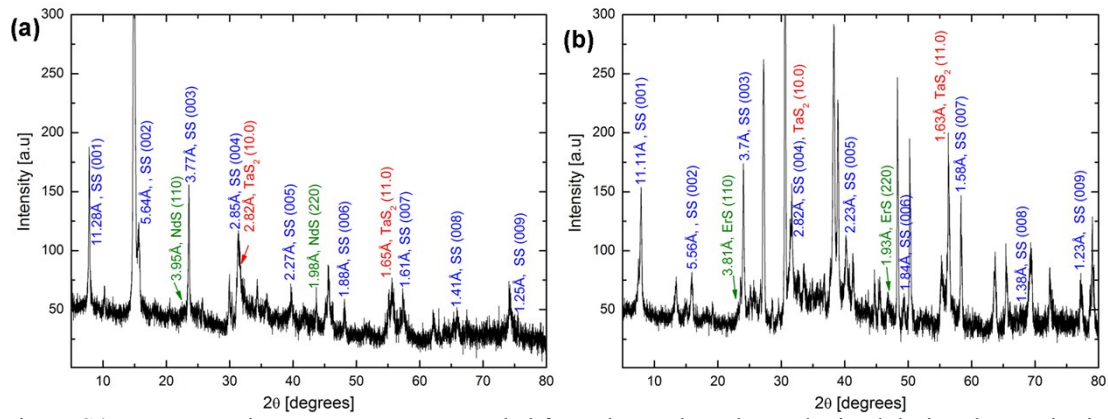 (a)
300
250
200
150
100
50
Intensity [a.u]
11.28Å, SS (001)
5.64Å, , SS (002)
3.95Å, NdS (110)
3.77Å, SS (003)
2.85Å, SS (004)
2.82Å, TaS2 (10.0)
2.27Å, SS (005)
1.98Å, NdS (220)
1.88Å, SS (006)
1.65Å, TaS2 (11.0)
1.61Å, SS (007)
1.41Å, SS (008)
1.25Å, SS (009)
10 20 30 40 50 60 70 80
2θ [degrees]
(b)
300
250
200
150
100
50
Intensity [a.u]
11.11Å , SS (001)
5.56Å, , SS (002)
3.81Å, ErS (110)
3.7Å, SS (003)
2.82Å, SS (004), TaS2 (10.0)
2.23Å, SS (005)
1.93Å, ErS (220)
1.84Å, SS (006)
1.63Å, TaS2 (11.0)
1.58Å, SS (007)
1.38Å, SS (008)
1.23Å, SS (009)
10 20 30 40 50 60 70 80
2θ [degrees]